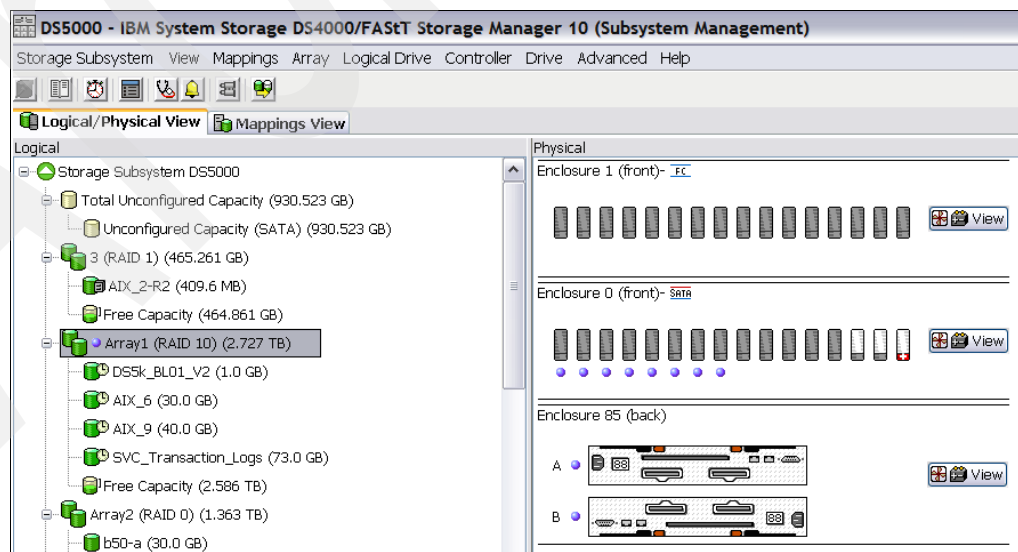 DS5000 - IBM System Storage DS4000/FAStT Storage Manager 10 (Subsystem Management)
Storage Subsystem View Mappings Array Logical Drive Controller Drive Advanced Help
Logical/Physical View Mappings View
Logical
Storage Subsystem DS5000
Total Unconfigured Capacity (930.523 GB)
Unconfigured Capacity (SATA) (930.523 GB)
3 (RAID 1) (465.261 GB)
AIX_2-R2 (409.6 MB)
Free Capacity (464.861 GB)
Array1 (RAID 10) (2.727 TB)
DS5k_BL01_V2 (1.0 GB)
AIX_6 (30.0 GB)
AIX_9 (40.0 GB)
SVC_Transaction_Logs (73.0 GB)
Free Capacity (2.586 TB)
Array2 (RAID 0) (1.363 TB)
b50-a (30.0 GB)
Physical
Enclosure 1 (front)- FC
View
Enclosure 0 (front)- SATA
View
Enclosure 85 (back)
A 88
View
B 88